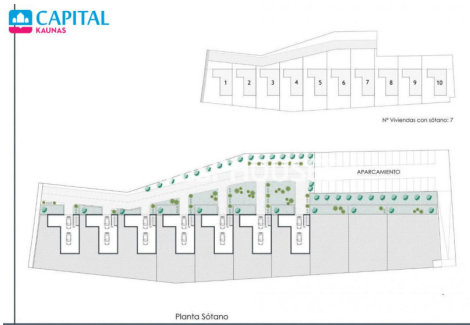 CAPITAL
KAUNAS
1 2 3 4 5 6 7 8 9 10
Nº Viviendas con sótano: 7
APARCAMIENTO
Planta Sótano